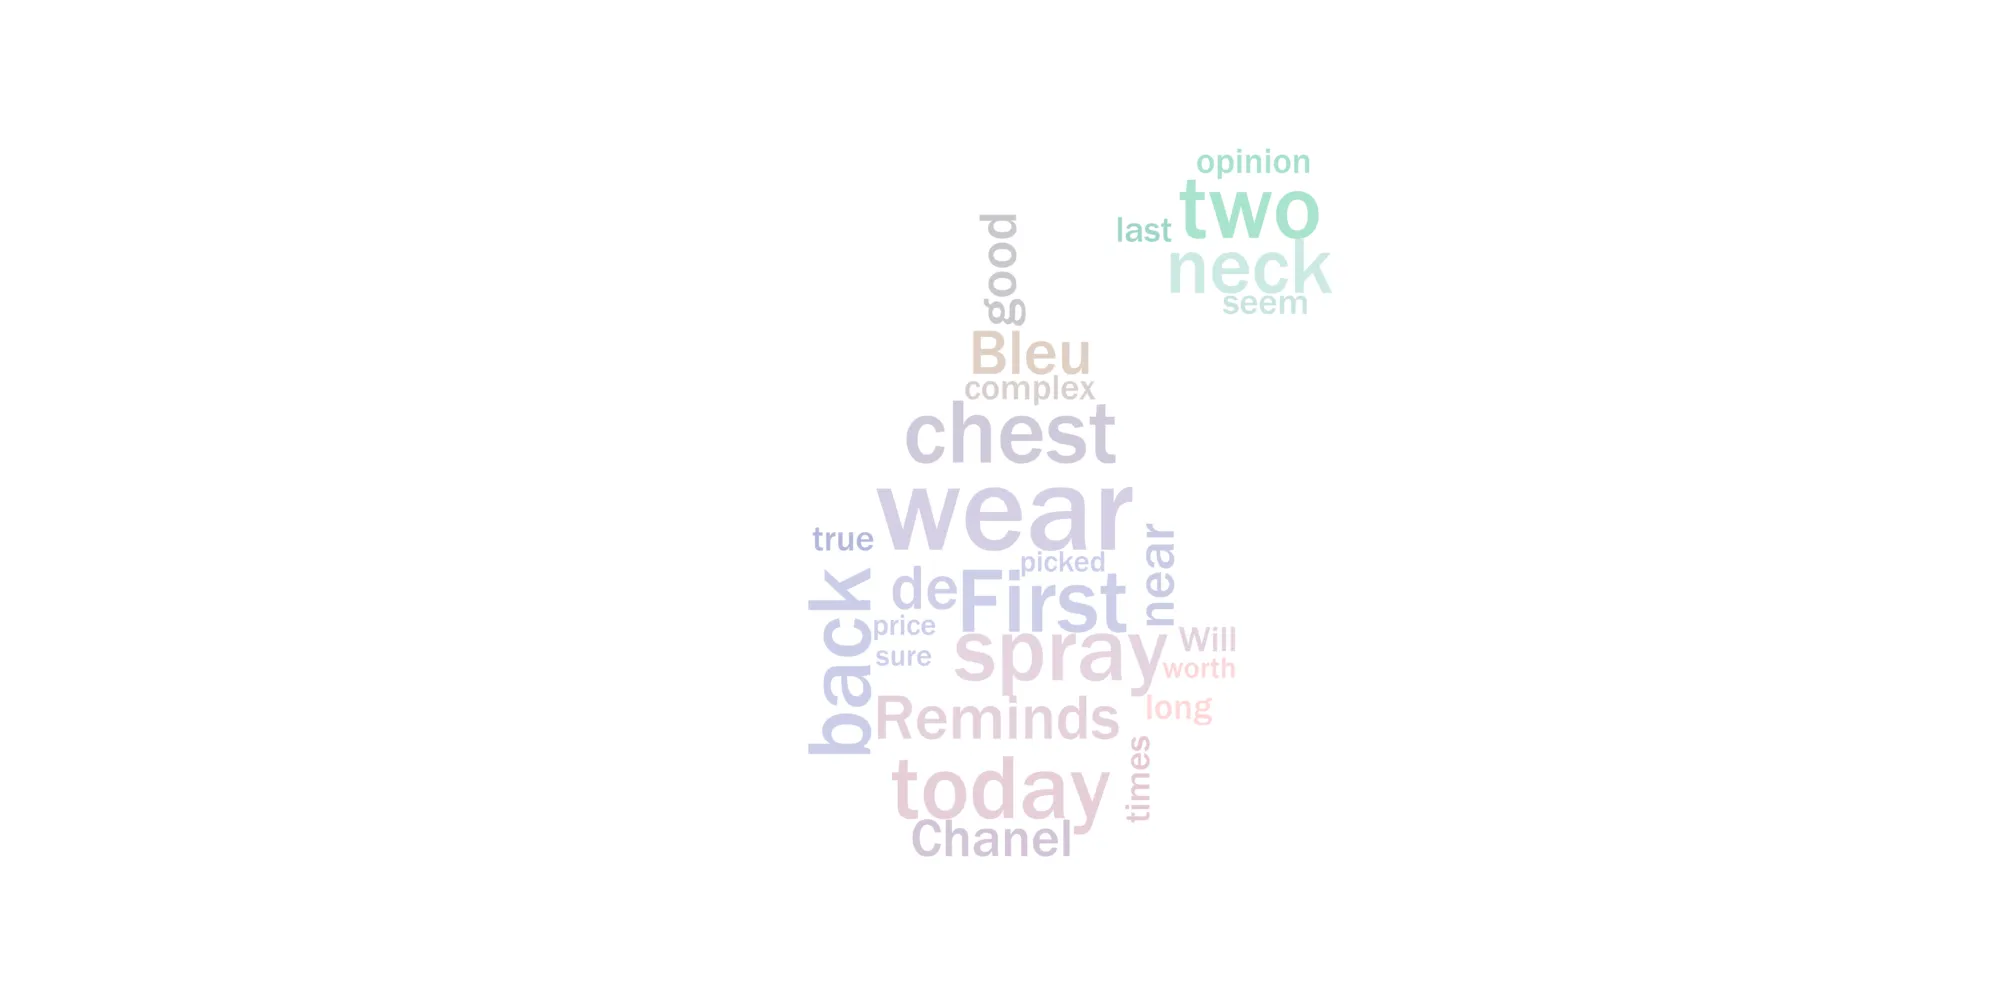 opinion
two
last
neck
seem
good
Bleu
complex
chest
wear
true
picked
near
de
First
back
price
spray
Will
sure
worth
Reminds
long
times
today
Chanel